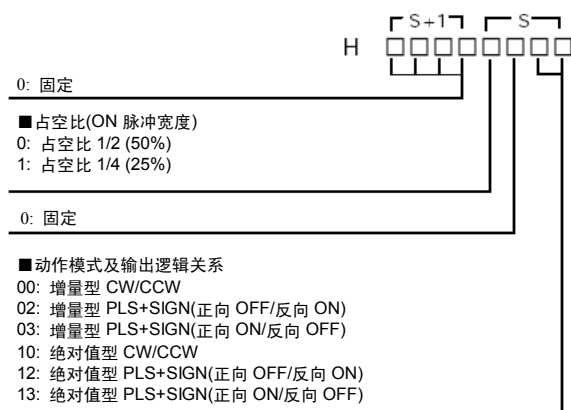 S+1 S
H □□□□□□□□
0: 固定
■占空比(ON 脉冲宽度)
0: 占空比 1/2 (50%)
1: 占空比 1/4 (25%)
0: 固定
■动作模式及输出逻辑关系
00: 增量型 CW/CCW
02: 增量型 PLS+SIGN(正向 OFF/反向 ON)
03: 增量型 PLS+SIGN(正向 ON/反向 OFF)
10: 绝对值型 CW/CCW
12: 绝对值型 PLS+SIGN(正向 OFF/反向 ON)
13: 绝对值型 PLS+SIGN(正向 ON/反向 OFF)